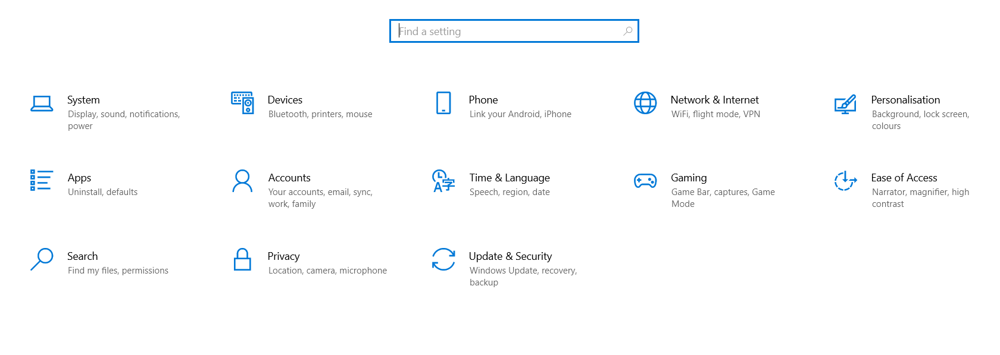 Find a setting
System
Display, sound, notifications,
power
Devices
Bluetooth, printers, mouse
Phone
Link your Android, iPhone
Network & Internet
WiFi, flight mode, VPN
Personalisation
Background, lock screen,
colours
Apps
Uninstall, defaults
Accounts
Your accounts, email, sync,
work, family
Time & Language
Speech, region, date
Gaming
Game Bar, captures, Game
Mode
Ease of Access
Narrator, magnifier, high
contrast
Search
Find my files, permissions
Privacy
Location, camera, microphone
Update & Security
Windows Update, recovery,
backup